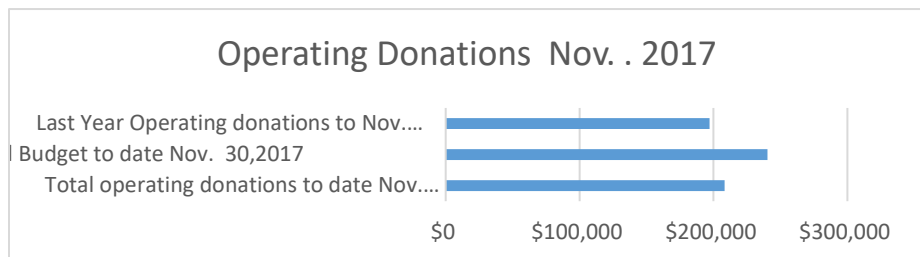 Operating Donations Nov. . 2017
Last Year Operating donations to Nov....
Budget to date Nov. 30,2017
Total operating donations to date Nov....
$0 $100,000 $200,000 $300,000